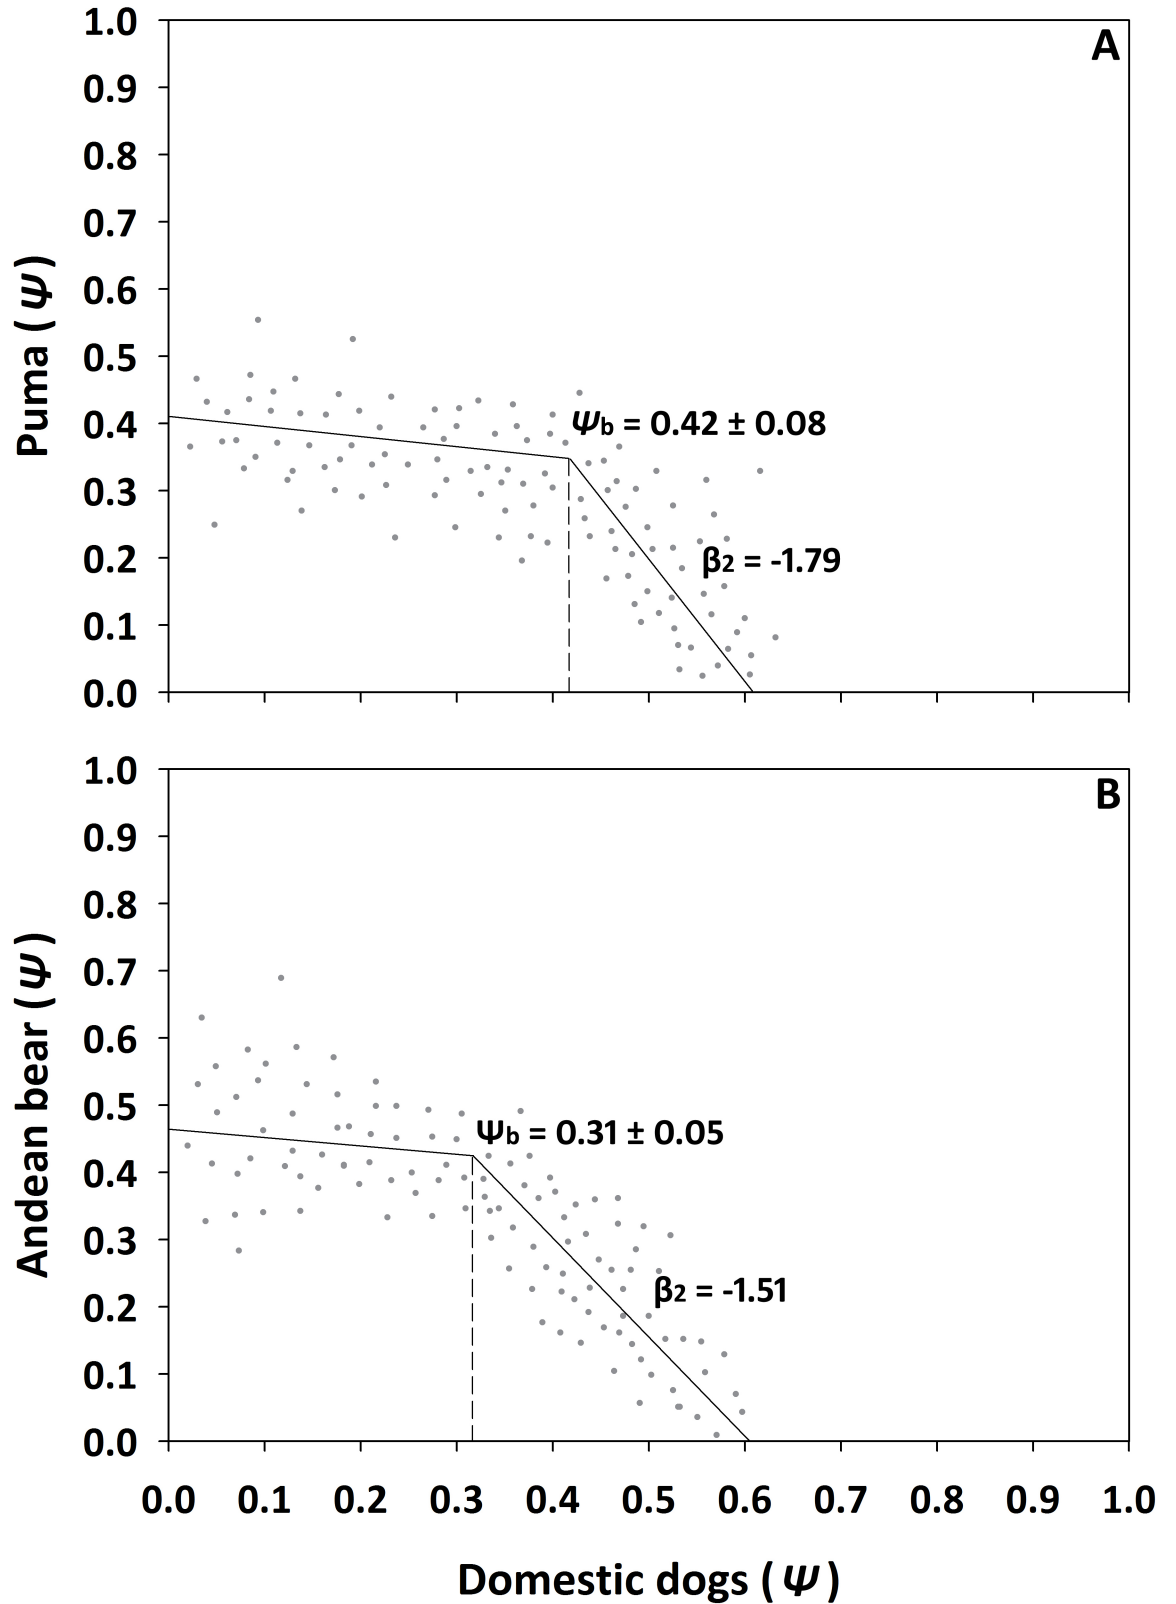 A
1.0
0.9
0.8
0.7
0.6
0.5
0.4
0.3
0.2
0.1
0.0
Puma (Ψ)
Ψb = 0.42 ± 0.08
β2 = -1.79
B
1.0
0.9
0.8
0.7
0.6
0.5
0.4
0.3
0.2
0.1
0.0
Andean bear (Ψ)
Ψb = 0.31 ± 0.05
β2 = -1.51
0.0 0.1 0.2 0.3 0.4 0.5 0.6 0.7 0.8 0.9 1.0
Domestic dogs (Ψ)